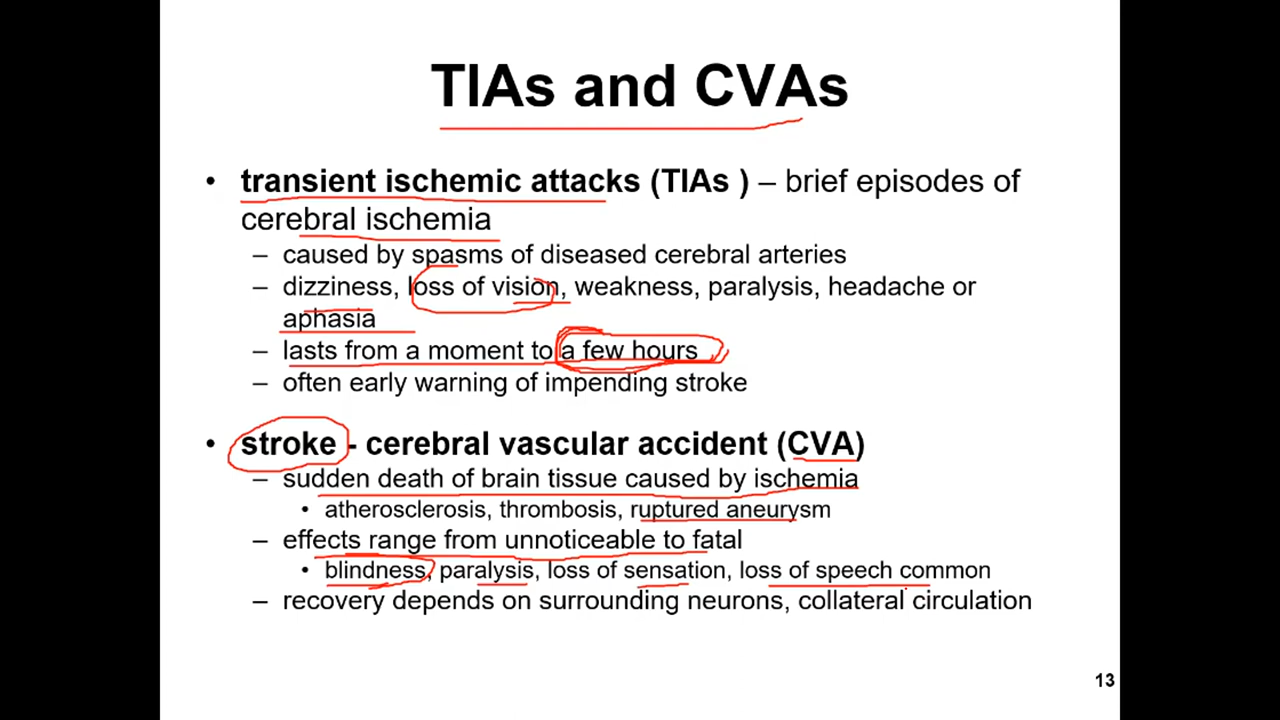 TIAs and CVAs
• transient ischemic attacks (TIAs ) – brief episodes of
cerebral ischemia
– caused by spasms of diseased cerebral arteries
– dizziness, loss of vision, weakness, paralysis, headache or
aphasia
– lasts from a moment to a few hours
– often early warning of impending stroke
• stroke - cerebral vascular accident (CVA)
– sudden death of brain tissue caused by ischemia
• atherosclerosis, thrombosis, ruptured aneurysm
– effects range from unnoticeable to fatal
• blindness, paralysis, loss of sensation, loss of speech common
– recovery depends on surrounding neurons, collateral circulation
13